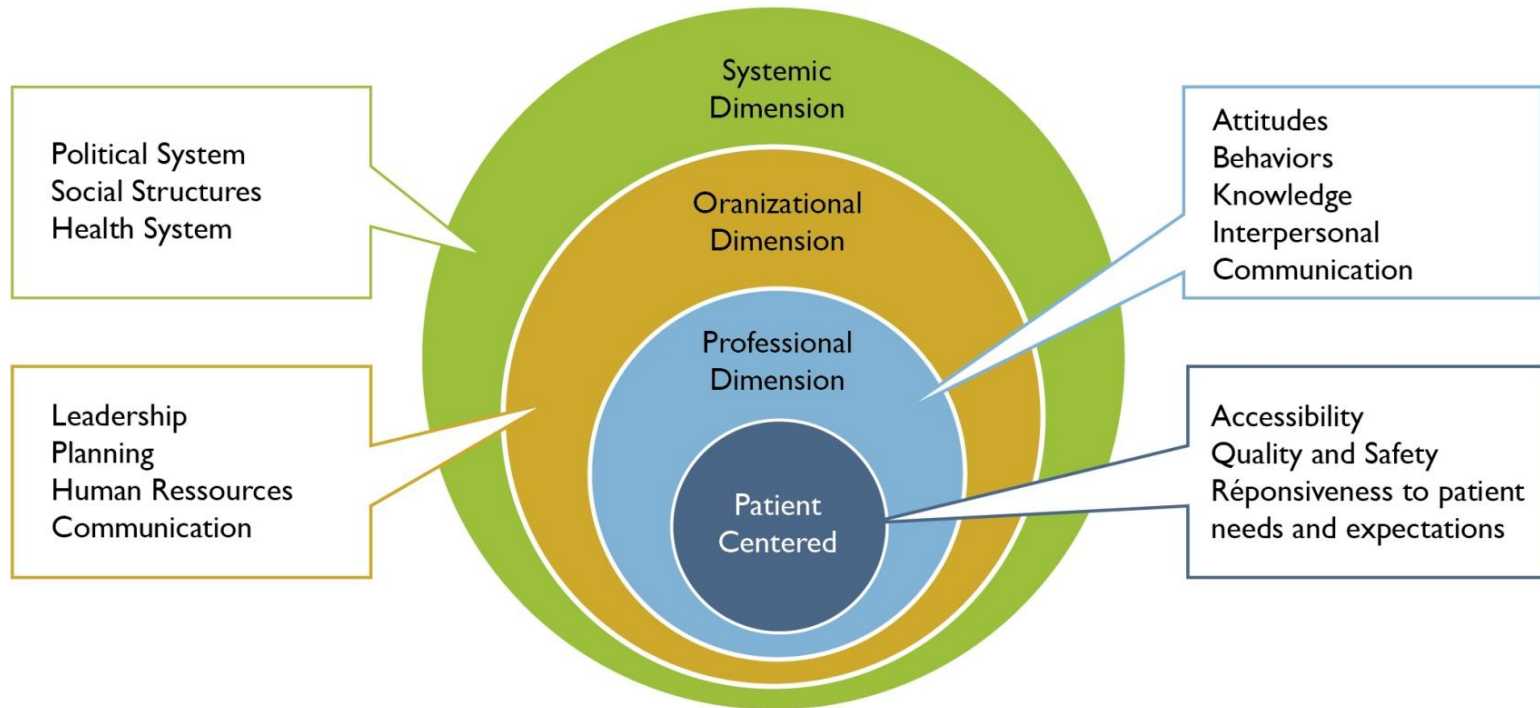 Systemic
Dimension
Political System
Social Structures
Health System
Attitudes
Behaviors
Knowledge
Interpersonal
Communication
Oranizational
Dimension
Professional
Dimension
Leadership
Planning
Human Ressources
Communication
Accessibility
Quality and Safety
Réponsiveness to patient
needs and expectations
Patient
Centered